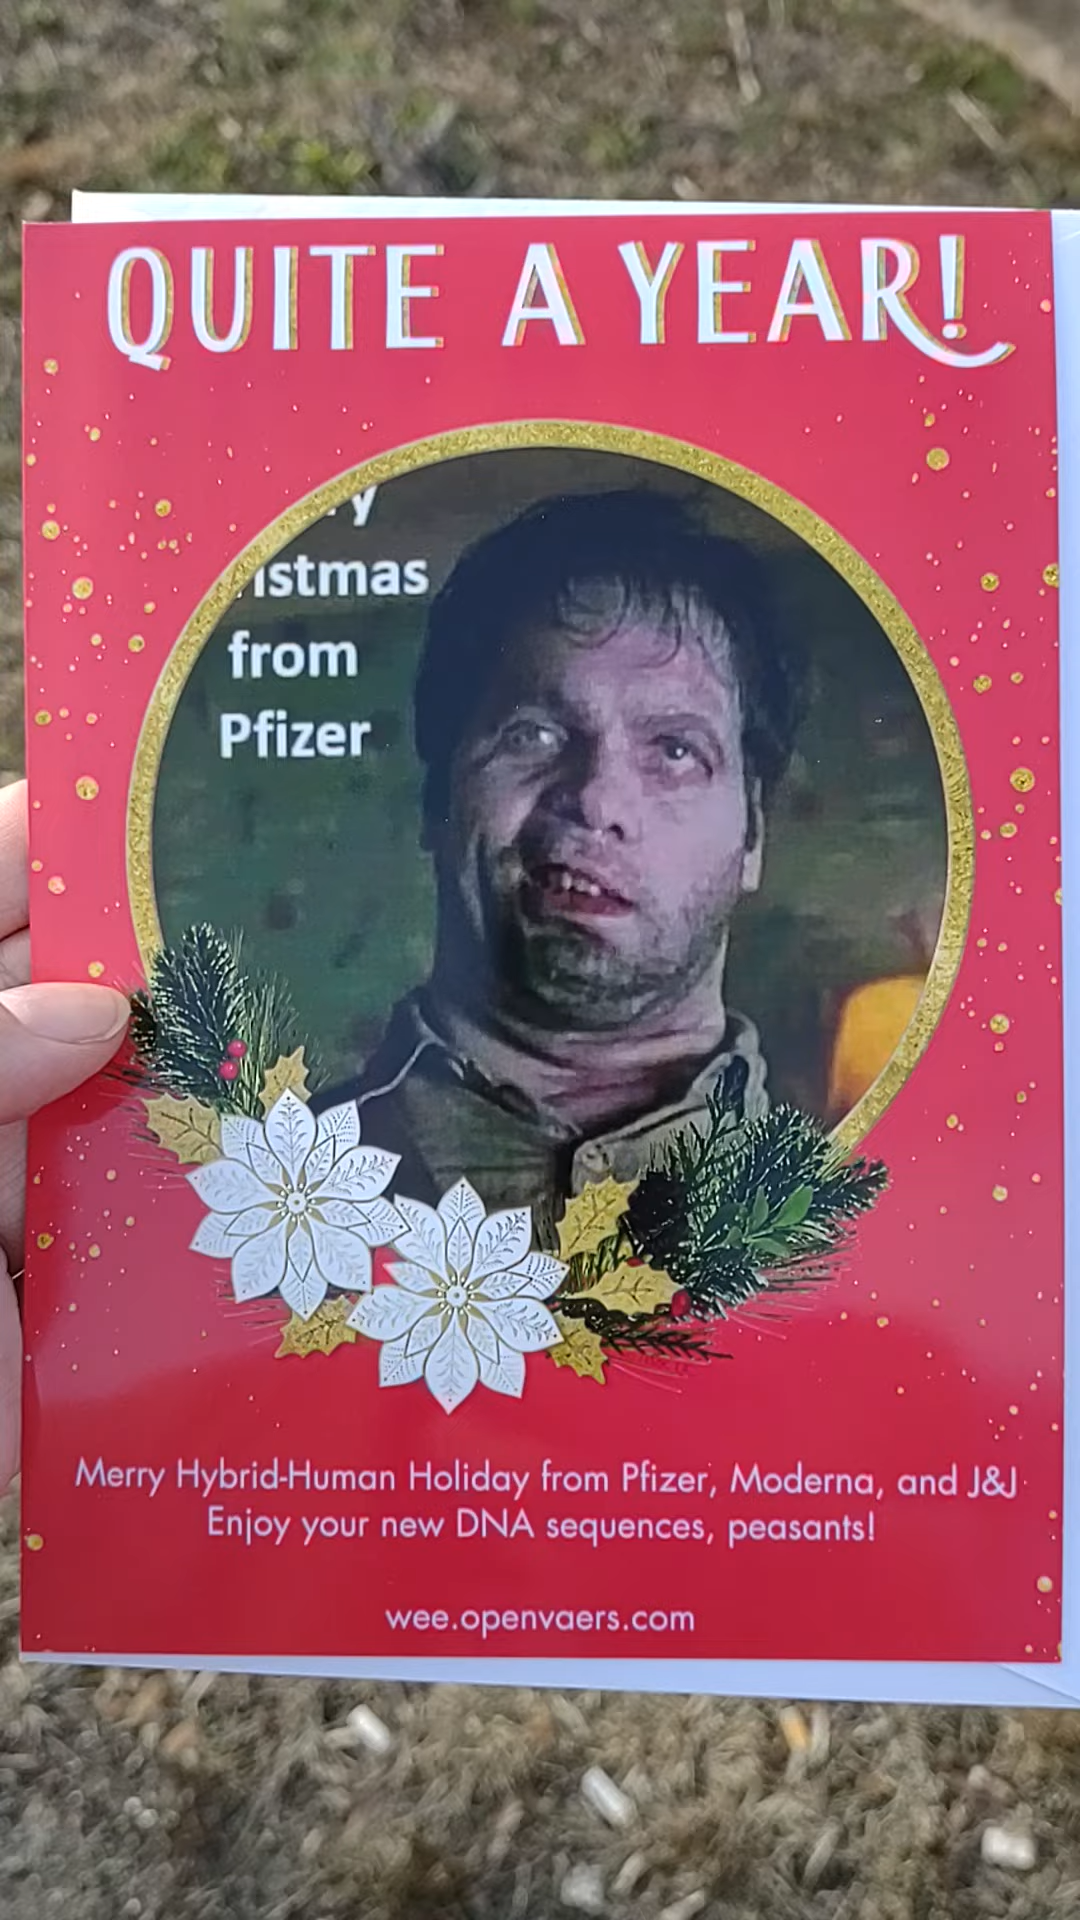 QUITE A YEAR!
istmas
from
Pfizer
Merry Hybrid-Human Holiday from Pfizer, Moderna, and J&J
Enjoy your new DNA sequences, peasants!
wee.openvaers.com